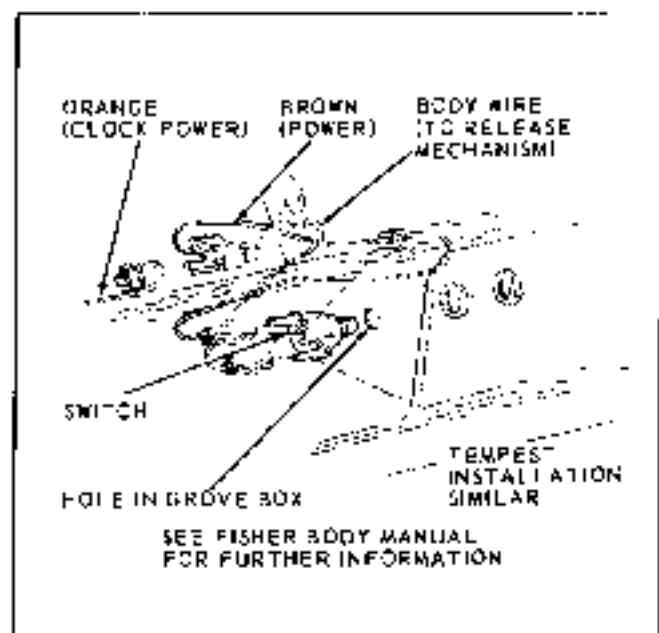 ORANGE
(CLOCK POWER)
BROWN
(POWER)
BODY WIRE
(TO RELEASE
MECHANISM)
SWITCH
HOLE IN GROVE BOX
TEMPEST
INSTALLATION
SIMILAR
SEE FISHER BODY MANUAL
FOR FURTHER INFORMATION